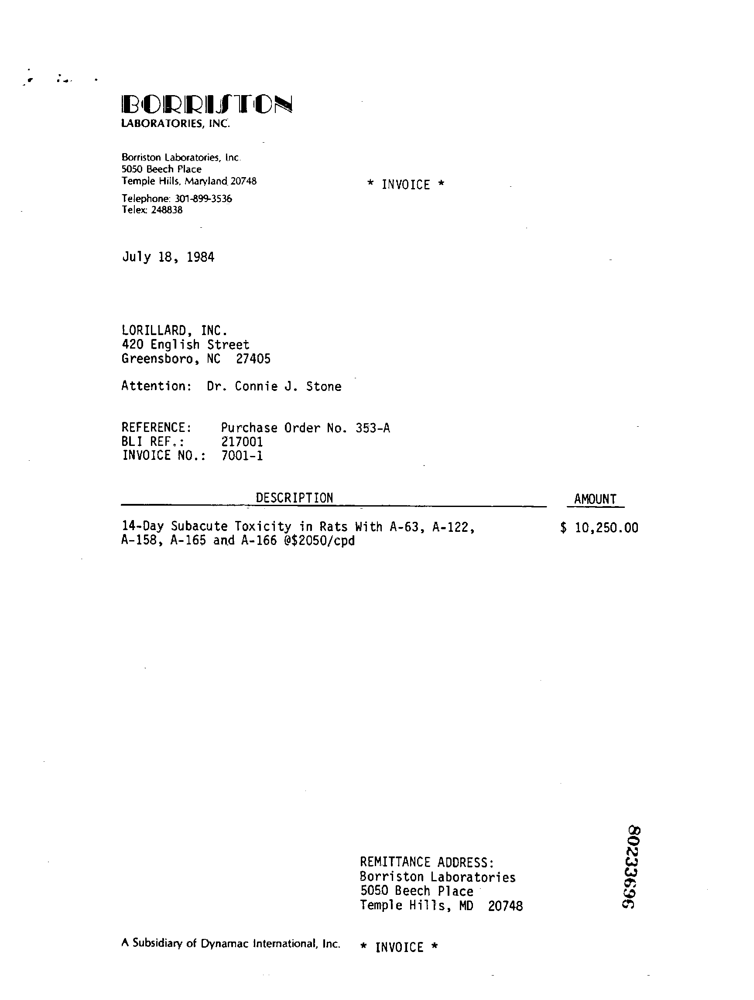 BORRISTON
LABORATORIES, INC.
Borriston Laboratories, Inc.
5050 Beech Place
Temple Hills, Maryland 20748
* INVOICE *
Telephone: 301-899-3536
Telex: 248838
July 18, 1984
LORILLARD, INC.
420 English Street
Greensboro, NC 27405
Attention: Dr. Connie J. Stone
REFERENCE: Purchase Order No. 353-A
BLI REF.: 217001
INVOICE NO.: 7001-1
DESCRIPTION AMOUNT
14-Day Subacute Toxicity in Rats With A-63, A-122, $ 10,250.00
A-158, A-165 and A-166 @$2050/cpd
80233696
REMITTANCE ADDRESS:
Borriston Laboratories
5050 Beech Place
Temple Hills, MD 20748
A Subsidiary of Dynamac International, Inc. * INVOICE *